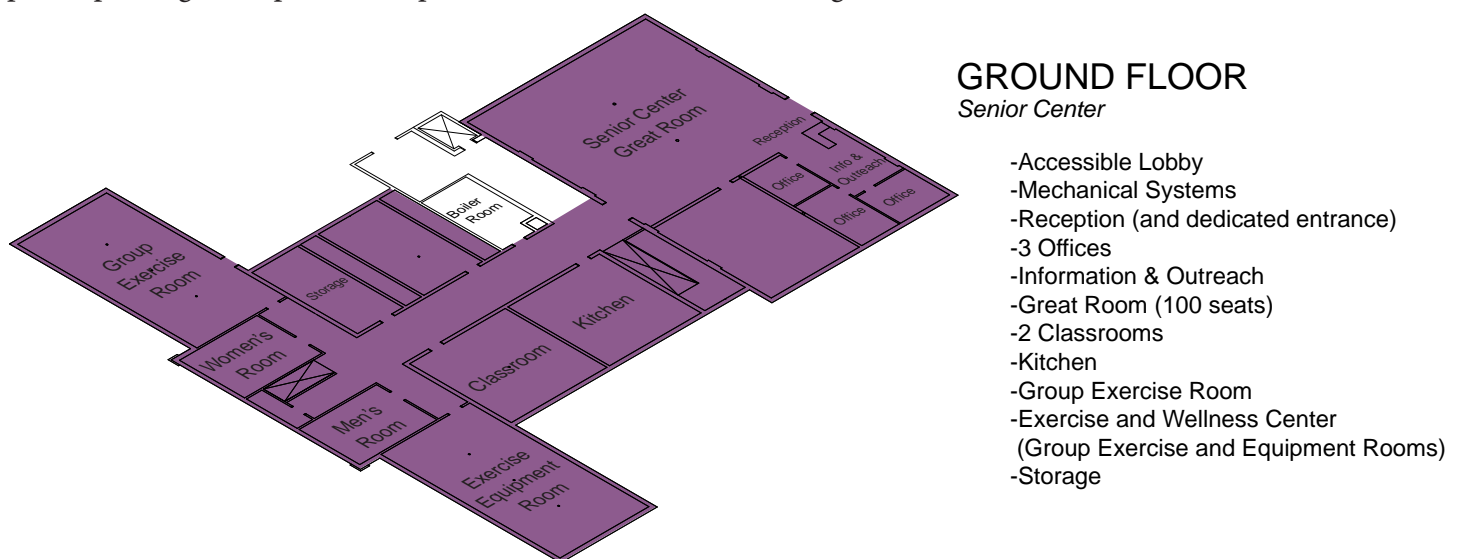 GROUND FLOOR
Senior Center
-Accessible Lobby
-Mechanical Systems
-Reception (and dedicated entrance)
-3 Offices
-Information & Outreach
-Great Room (100 seats)
-2 Classrooms
-Kitchen
-Group Exercise Room
-Exercise and Wellness Center
(Group Exercise and Equipment Rooms)
-Storage
Senior Center
Great Room
Reception
Info &
Outreach
Office
Office
Office
Boiler
Room
Storage
Group
Exercise
Room
Women's
Room
Men's
Room
Classroom
Kitchen
Exercise
Equipment
Room